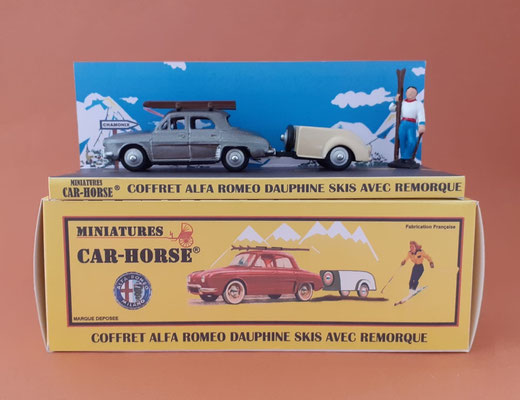 CHAMONIX
MINIATURES
CAR-HORSE® COFFRET ALFA ROMEO DAUPHINE SKIS AVEC REMORQUE
MINIATURES
CAR-HORSE®
Fabrication Française
MARQUE DEPOSEE
COFFRET ALFA ROMEO DAUPHINE SKIS AVEC REMORQUE